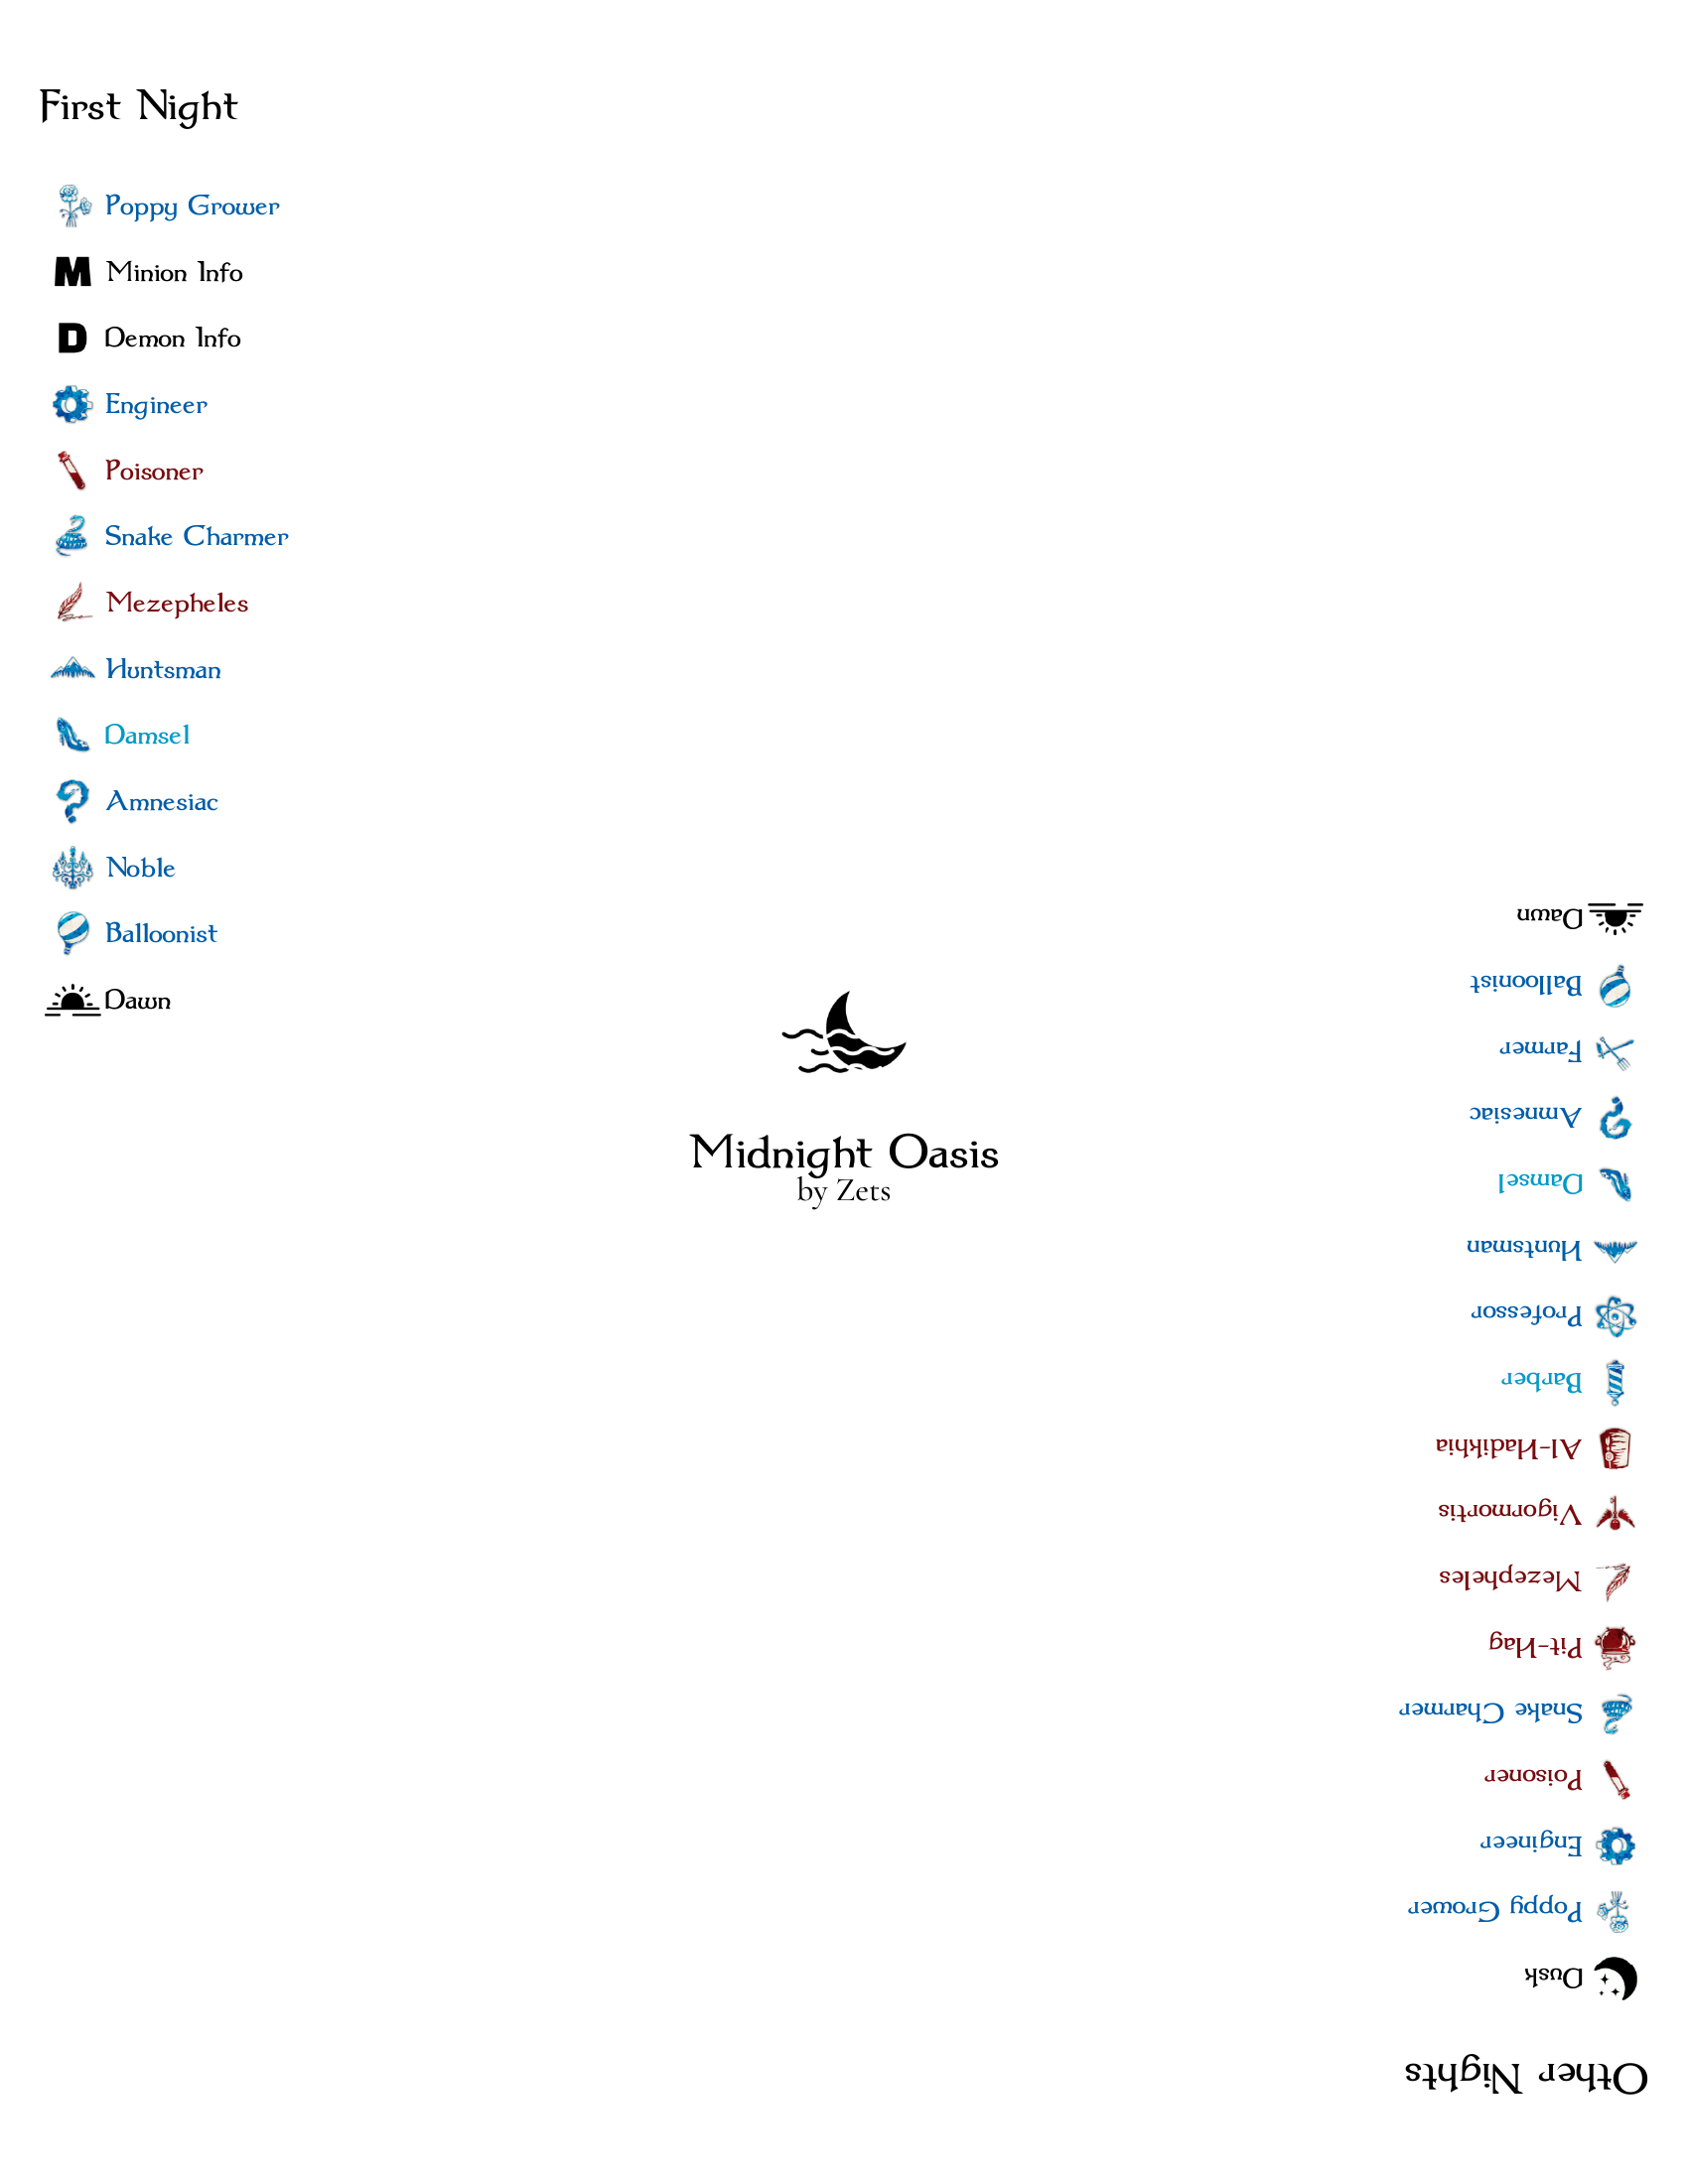 First Night
Poppy Grower
M Minion Info
D Demon Info
Engineer
Poisoner
Snake Charmer
Mezepheles
Huntsman
Damsel
Amnesiac
Noble
Balloonist
Dawn
Midnight Oasis
by Zets
Other Nights
Dusk
Poppy Grower
Engineer
Poisoner
Snake Charmer
Pit-Hag
Mezepheles
Vigormortis
Al-Hadikhia
Barber
Professor
Huntsman
Damsel
Amnesiac
Farmer
Balloonist
Dawn